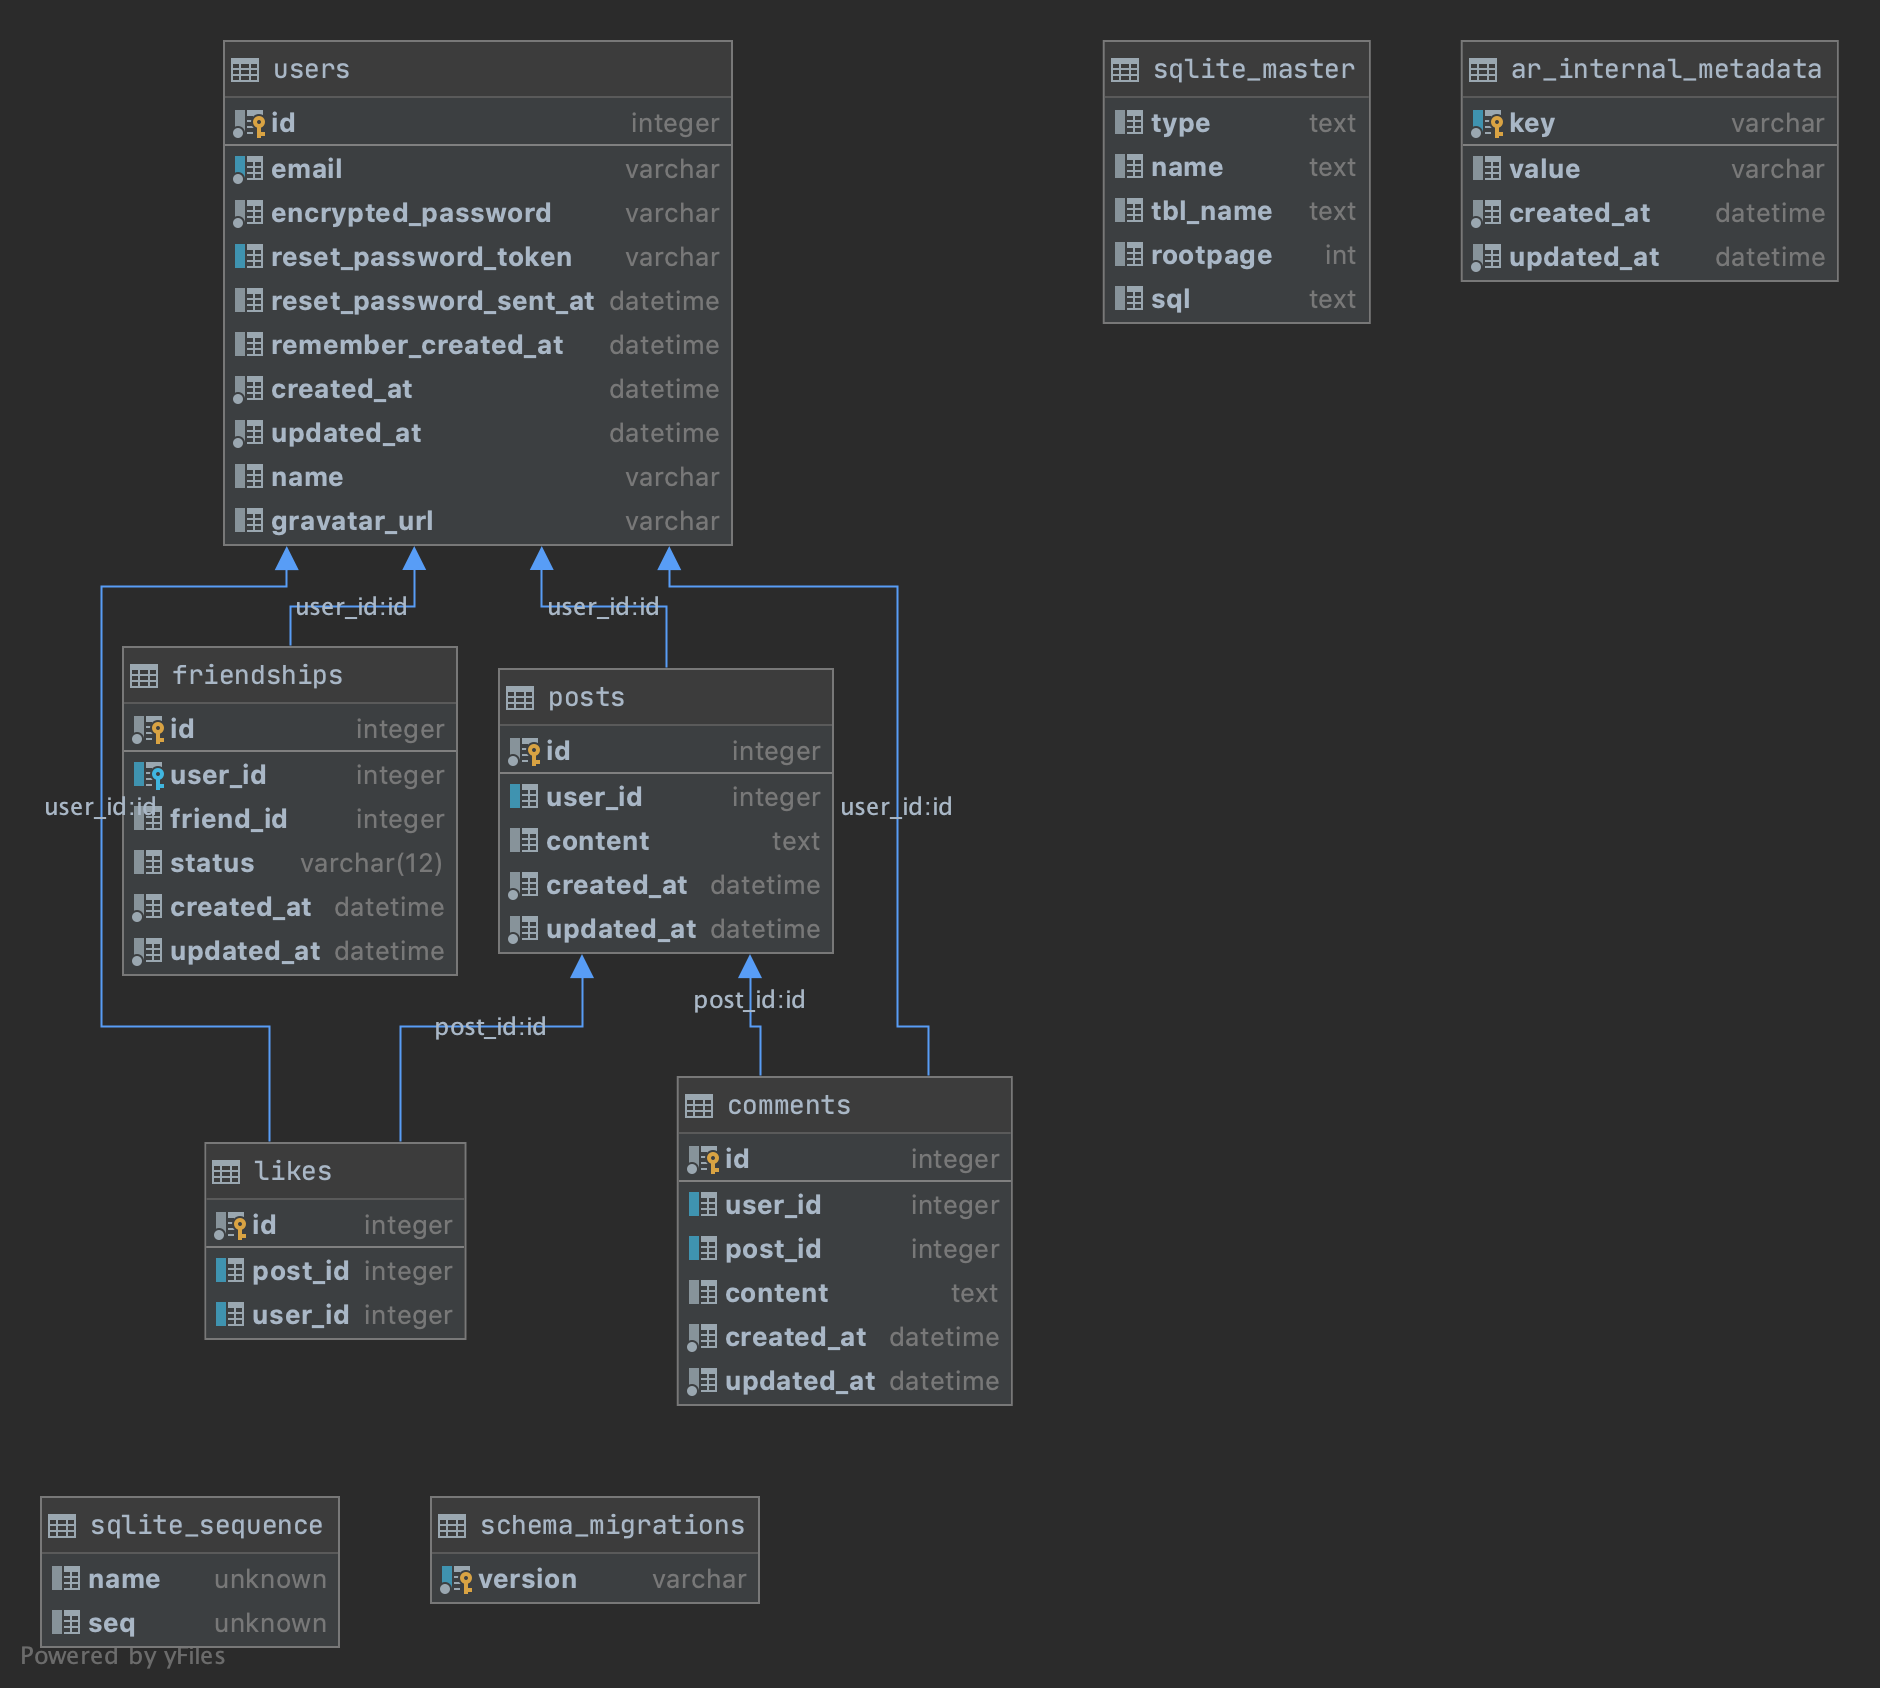 users
id integer
email varchar
encrypted_password varchar
reset_password_token varchar
reset_password_sent_at datetime
remember_created_at datetime
created_at datetime
updated_at datetime
name varchar
gravatar_url varchar
sqlite_master
type text
name text
tbl_name text
rootpage int
sql text
ar_internal_metadata
key varchar
value varchar
created_at datetime
updated_at datetime
user_id:id
user_id:id
friendships
id integer
user_id integer
friend_id integer
status varchar(12)
created_at datetime
updated_at datetime
user_id:id
posts
id integer
user_id integer
content text
created_at datetime
updated_at datetime
user_id:id
post_id:id
post_id:id
likes
id integer
post_id integer
user_id integer
comments
id integer
user_id integer
post_id integer
content text
created_at datetime
updated_at datetime
sqlite_sequence
name unknown
seq unknown
schema_migrations
version varchar
Powered by yFiles